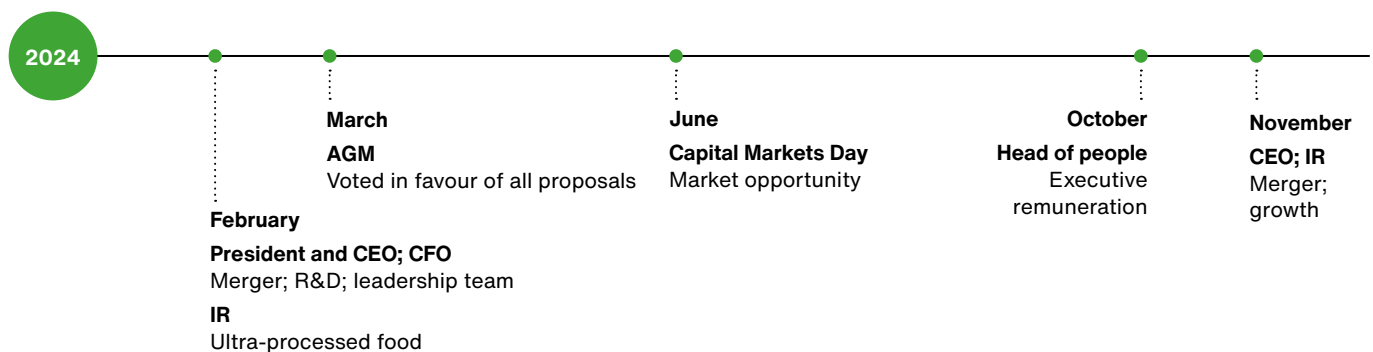 2024
February
President and CEO; CFO
Merger; R&D; leadership team
IR
Ultra-processed food
March
AGM
Voted in favour of all proposals
June
Capital Markets Day
Market opportunity
October
Head of people
Executive
remuneration
November
CEO; IR
Merger;
growth